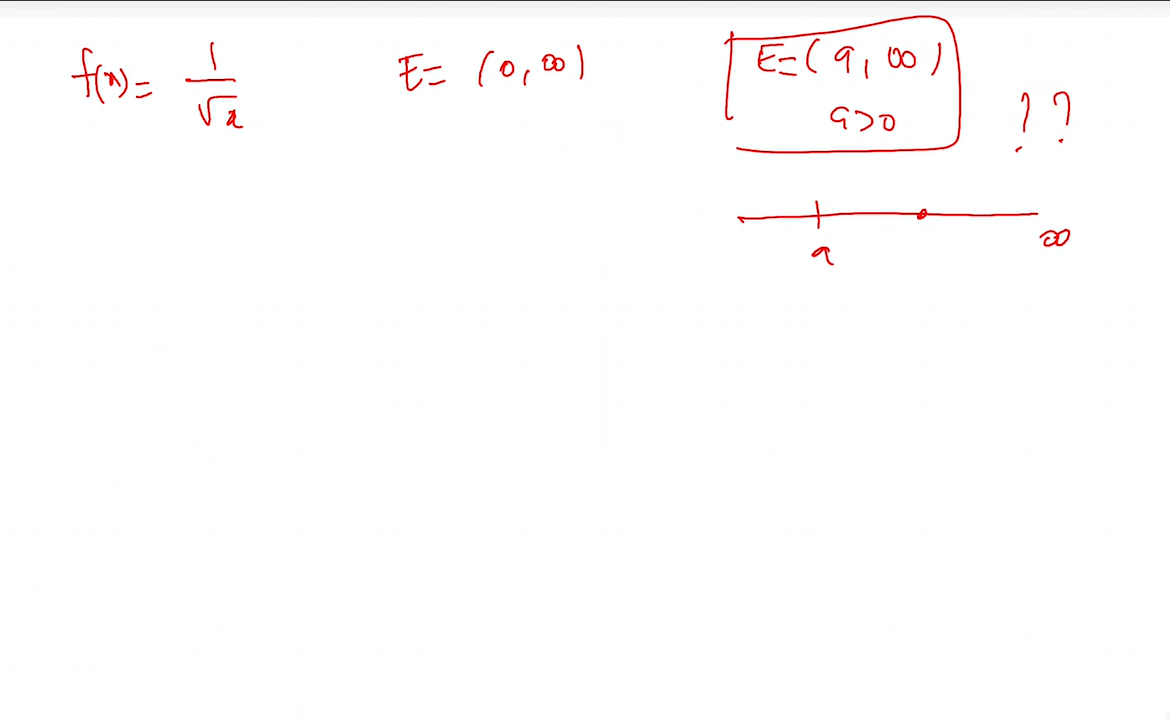 f(x) = 1/√x
E = (0, ∞)
E = (a, ∞)
a > 0
??
a
∞